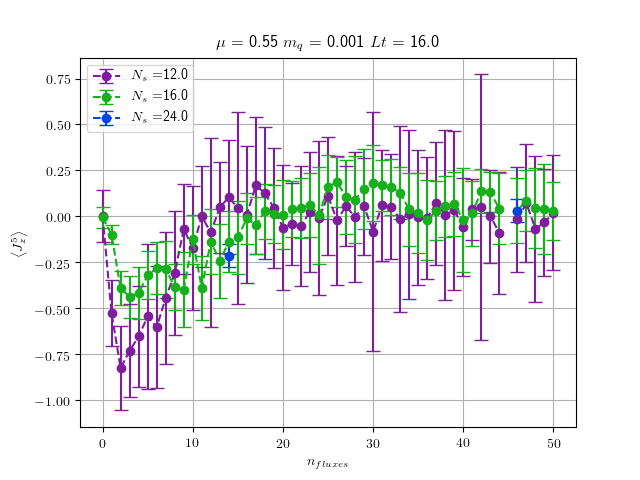 μ = 0.55 m_q = 0.001 Lt = 16.0
N_s =12.0
N_s =16.0
N_s =24.0
0.75
0.50
0.25
0.00
−0.25
−0.50
−0.75
−1.00
⟨J_z^5⟩
0 10 20 30 40 50
n_{fluxes}